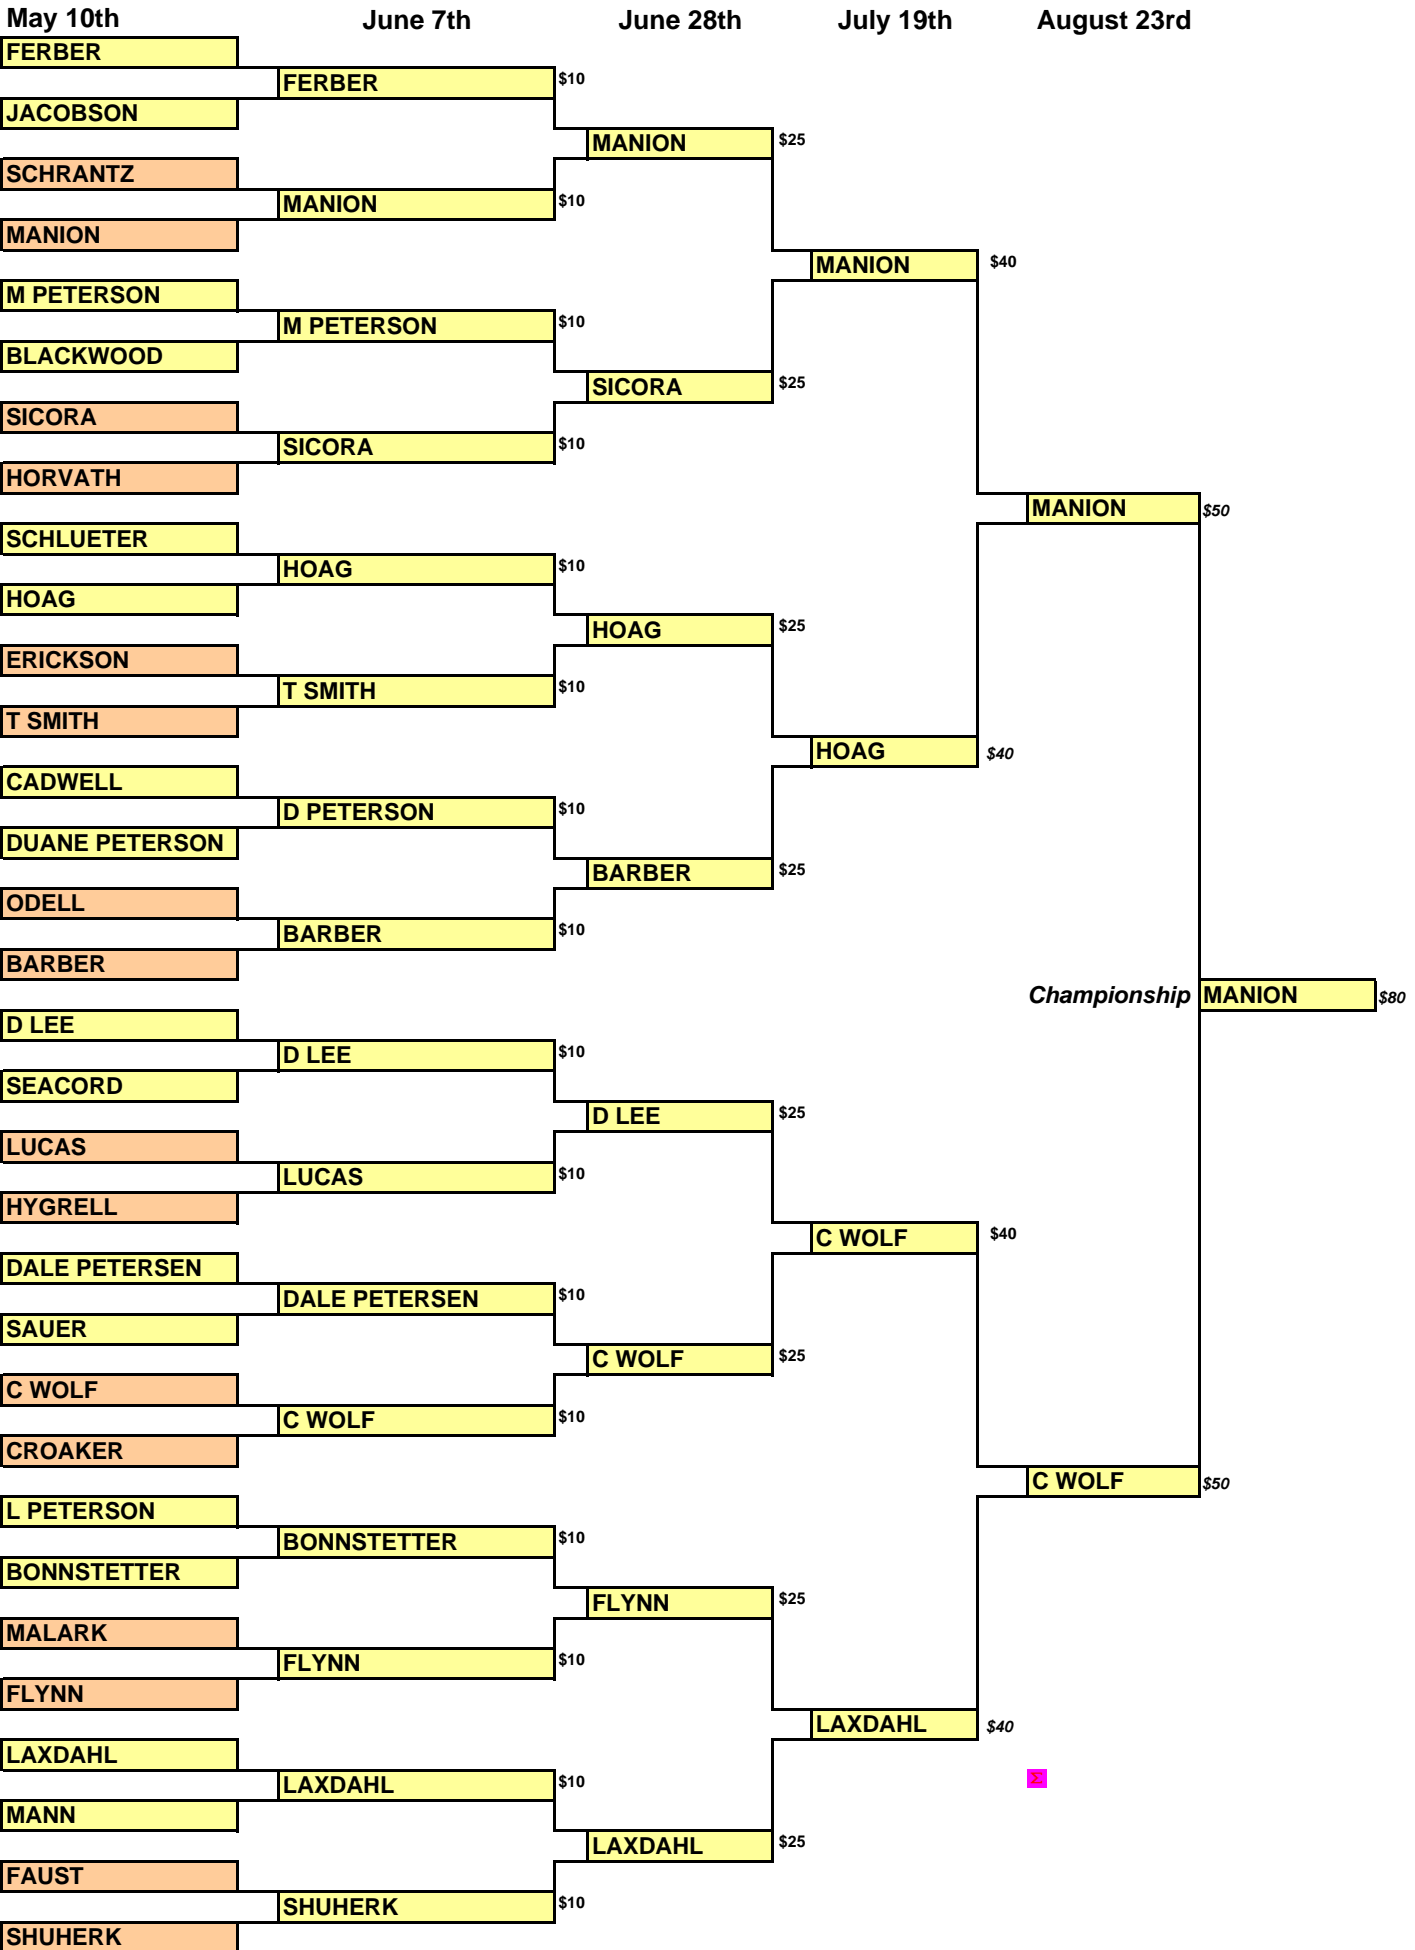 May 10th June 7th June 28th July 19th August 23rd
FERBER
FERBER $10
JACOBSON
MANION $25
SCHRANTZ
MANION $10
MANION
MANION $40
M PETERSON
M PETERSON $10
BLACKWOOD
SICORA $25
SICORA
SICORA $10
HORVATH
MANION $50
SCHLUETER
HOAG $10
HOAG
HOAG $25
ERICKSON
T SMITH $10
T SMITH
HOAG $40
CADWELL
D PETERSON $10
DUANE PETERSON
BARBER $25
ODELL
BARBER $10
BARBER
Championship MANION $80
D LEE
D LEE $10
SEACORD
D LEE $25
LUCAS
LUCAS $10
HYGRELL
C WOLF $40
DALE PETERSEN
DALE PETERSEN $10
SAUER
C WOLF $25
C WOLF
C WOLF $10
CROAKER
C WOLF $50
L PETERSON
BONNSTETTER $10
BONNSTETTER
FLYNN $25
MALARK
FLYNN $10
FLYNN
LAXDAHL $40
LAXDAHL
LAXDAHL $10
Σ
MANN
LAXDAHL $25
FAUST
SHUHERK $10
SHUHERK